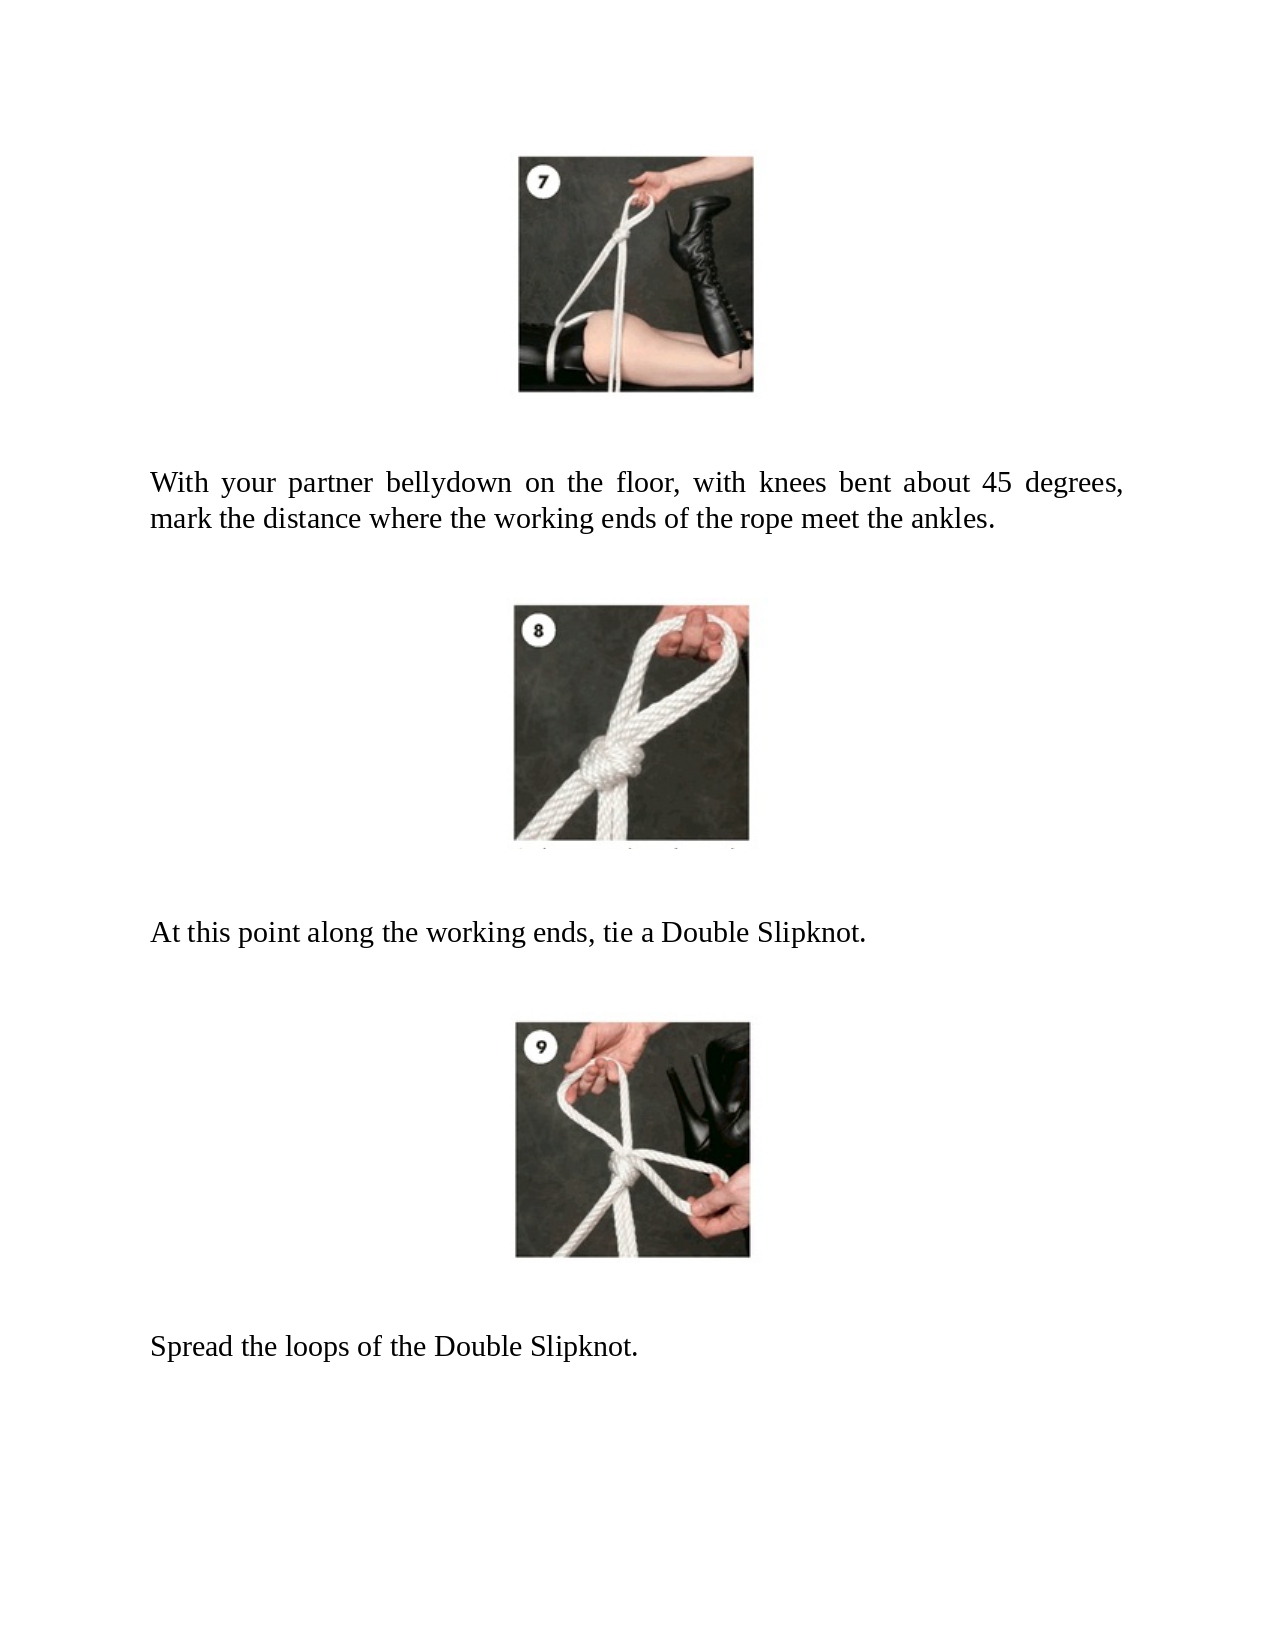 7
With your partner bellydown on the floor, with knees bent about 45 degrees,
mark the distance where the working ends of the rope meet the ankles.
8
At this point along the working ends, tie a Double Slipknot.
9
Spread the loops of the Double Slipknot.